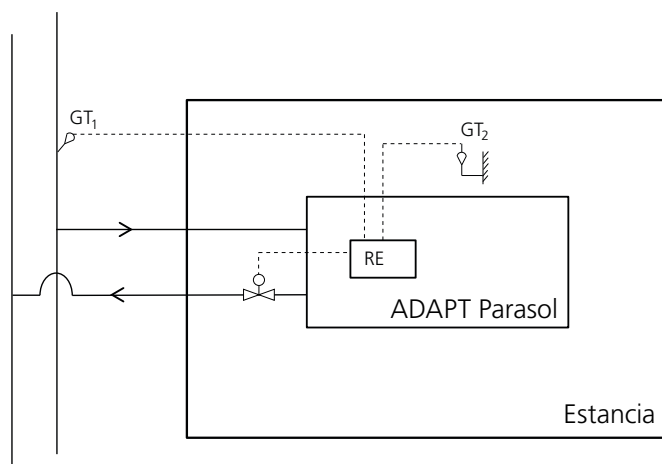 GT₁
GT₂
RE
ADAPT Parasol
Estancia